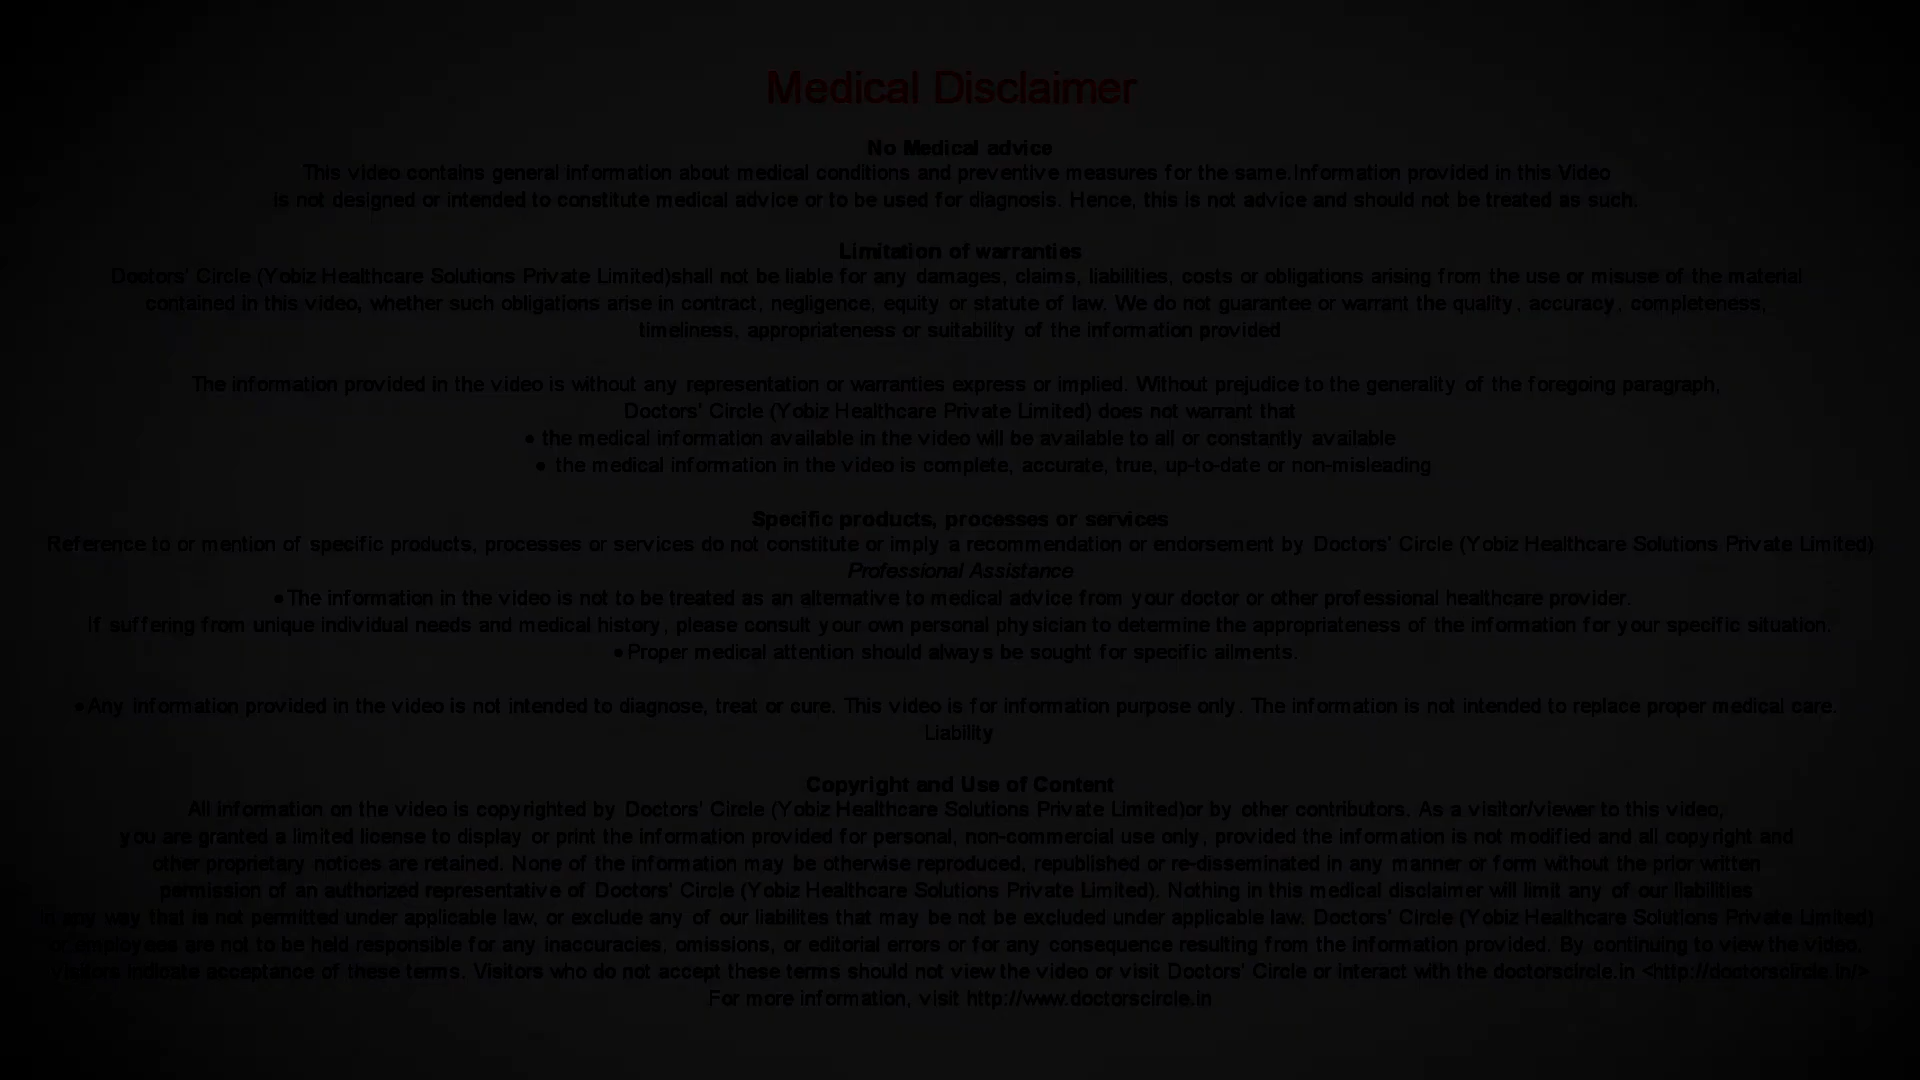 Medical Disclaimer
No Medical advice
This video contains general information about medical conditions and preventive measures for the same.Information provided in this Video
is not designed or intended to constitute medical advice or to be used for diagnosis. Hence, this is not advice and should not be treated as such.
Limitation of warranties
Doctors' Circle (Yobiz Healthcare Solutions Private Limited)shall not be liable for any damages, claims, liabilities, costs or obligations arising from the use or misuse of the material
contained in this video, whether such obligations arise in contract, negligence, equity or statute of law. We do not guarantee or warrant the quality, accuracy, completeness,
timeliness, appropriateness or suitability of the information provided
The information provided in the video is without any representation or warranties express or implied. Without prejudice to the generality of the foregoing paragraph,
Doctors' Circle (Yobiz Healthcare Private Limited) does not warrant that
● the medical information available in the video will be available to all or constantly available
● the medical information in the video is complete, accurate, true, up-to-date or non-misleading
Specific products, processes or services
Reference to or mention of specific products, processes or services do not constitute or imply a recommendation or endorsement by Doctors' Circle (Yobiz Healthcare Solutions Private Limited)
Professional Assistance
●The information in the video is not to be treated as an alternative to medical advice from your doctor or other professional healthcare provider.
If suffering from unique individual needs and medical history, please consult your own personal physician to determine the appropriateness of the information for your specific situation.
●Proper medical attention should always be sought for specific ailments.
●Any information provided in the video is not intended to diagnose, treat or cure. This video is for information purpose only. The information is not intended to replace proper medical care.
Liability
Copyright and Use of Content
All information on the video is copyrighted by Doctors' Circle (Yobiz Healthcare Solutions Private Limited)or by other contributors. As a visitor/viewer to this video,
you are granted a limited license to display or print the information provided for personal, non-commercial use only, provided the information is not modified and all copyright and
other proprietary notices are retained. None of the information may be otherwise reproduced, republished or re-disseminated in any manner or form without the prior written
permission of an authorized representative of Doctors' Circle (Yobiz Healthcare Solutions Private Limited). Nothing in this medical disclaimer will limit any of our liabilities
in any way that is not permitted under applicable law, or exclude any of our liabilites that may be not be excluded under applicable law. Doctors' Circle (Yobiz Healthcare Solutions Private Limited)
or employees are not to be held responsible for any inaccuracies, omissions, or editorial errors or for any consequence resulting from the information provided. By continuing to view the video,
visitors indicate acceptance of these terms. Visitors who do not accept these terms should not view the video or visit Doctors' Circle or interact with the doctorscircle.in <http://doctorscircle.in/>
For more information, visit http://www.doctorscircle.in